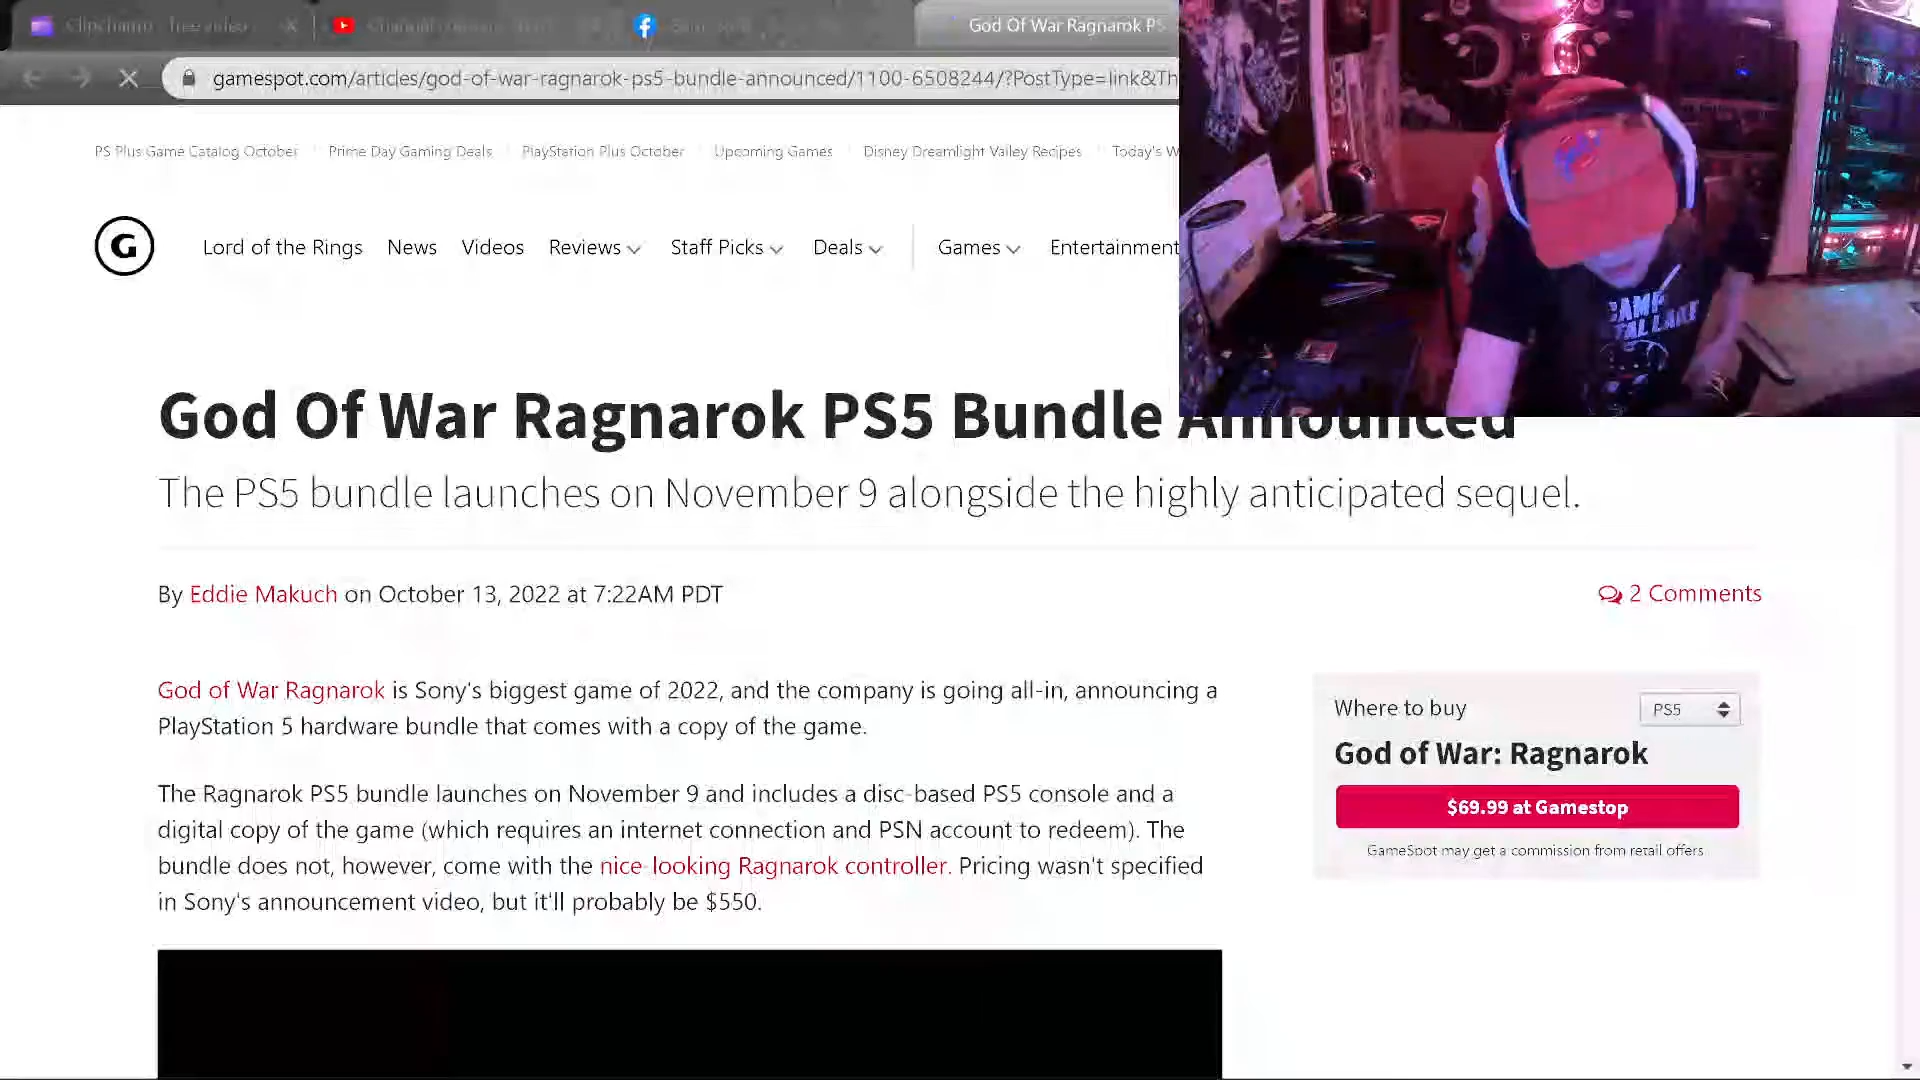 Clipchamp - free video
God Of War Ragnarok PS
gamespot.com/articles/god-of-war-ragnarok-ps5-bundle-announced/1100-6508244/?PostType=link&Th
PS Plus Game Catalog October
Prime Day Gaming Deals
PlayStation Plus October
Upcoming Games
Disney Dreamlight Valley Recipes
Today's W
G
Lord of the Rings
News
Videos
Reviews
Staff Picks
Deals
Games
Entertainment
CAMP
TAL LAKE
God Of War Ragnarok PS5 Bundle Announced
The PS5 bundle launches on November 9 alongside the highly anticipated sequel.
By Eddie Makuch on October 13, 2022 at 7:22AM PDT
2 Comments
God of War Ragnarok is Sony's biggest game of 2022, and the company is going all-in, announcing a
PlayStation 5 hardware bundle that comes with a copy of the game.
The Ragnarok PS5 bundle launches on November 9 and includes a disc-based PS5 console and a
digital copy of the game (which requires an internet connection and PSN account to redeem). The
bundle does not, however, come with the nice-looking Ragnarok controller. Pricing wasn't specified
in Sony's announcement video, but it'll probably be $550.
Where to buy
PS5
God of War: Ragnarok
$69.99 at Gamestop
GameSpot may get a commission from retail offers